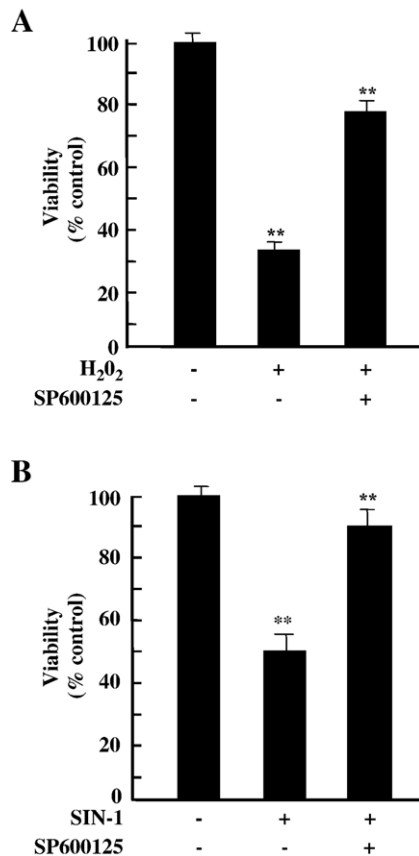 A
Viability
(% control)
100
80
60
40
20
0
**
**
H₂0₂ - + +
SP600125 - - +
B
Viability
(% control)
100
80
60
40
20
0
**
**
SIN-1 - + +
SP600125 - - +